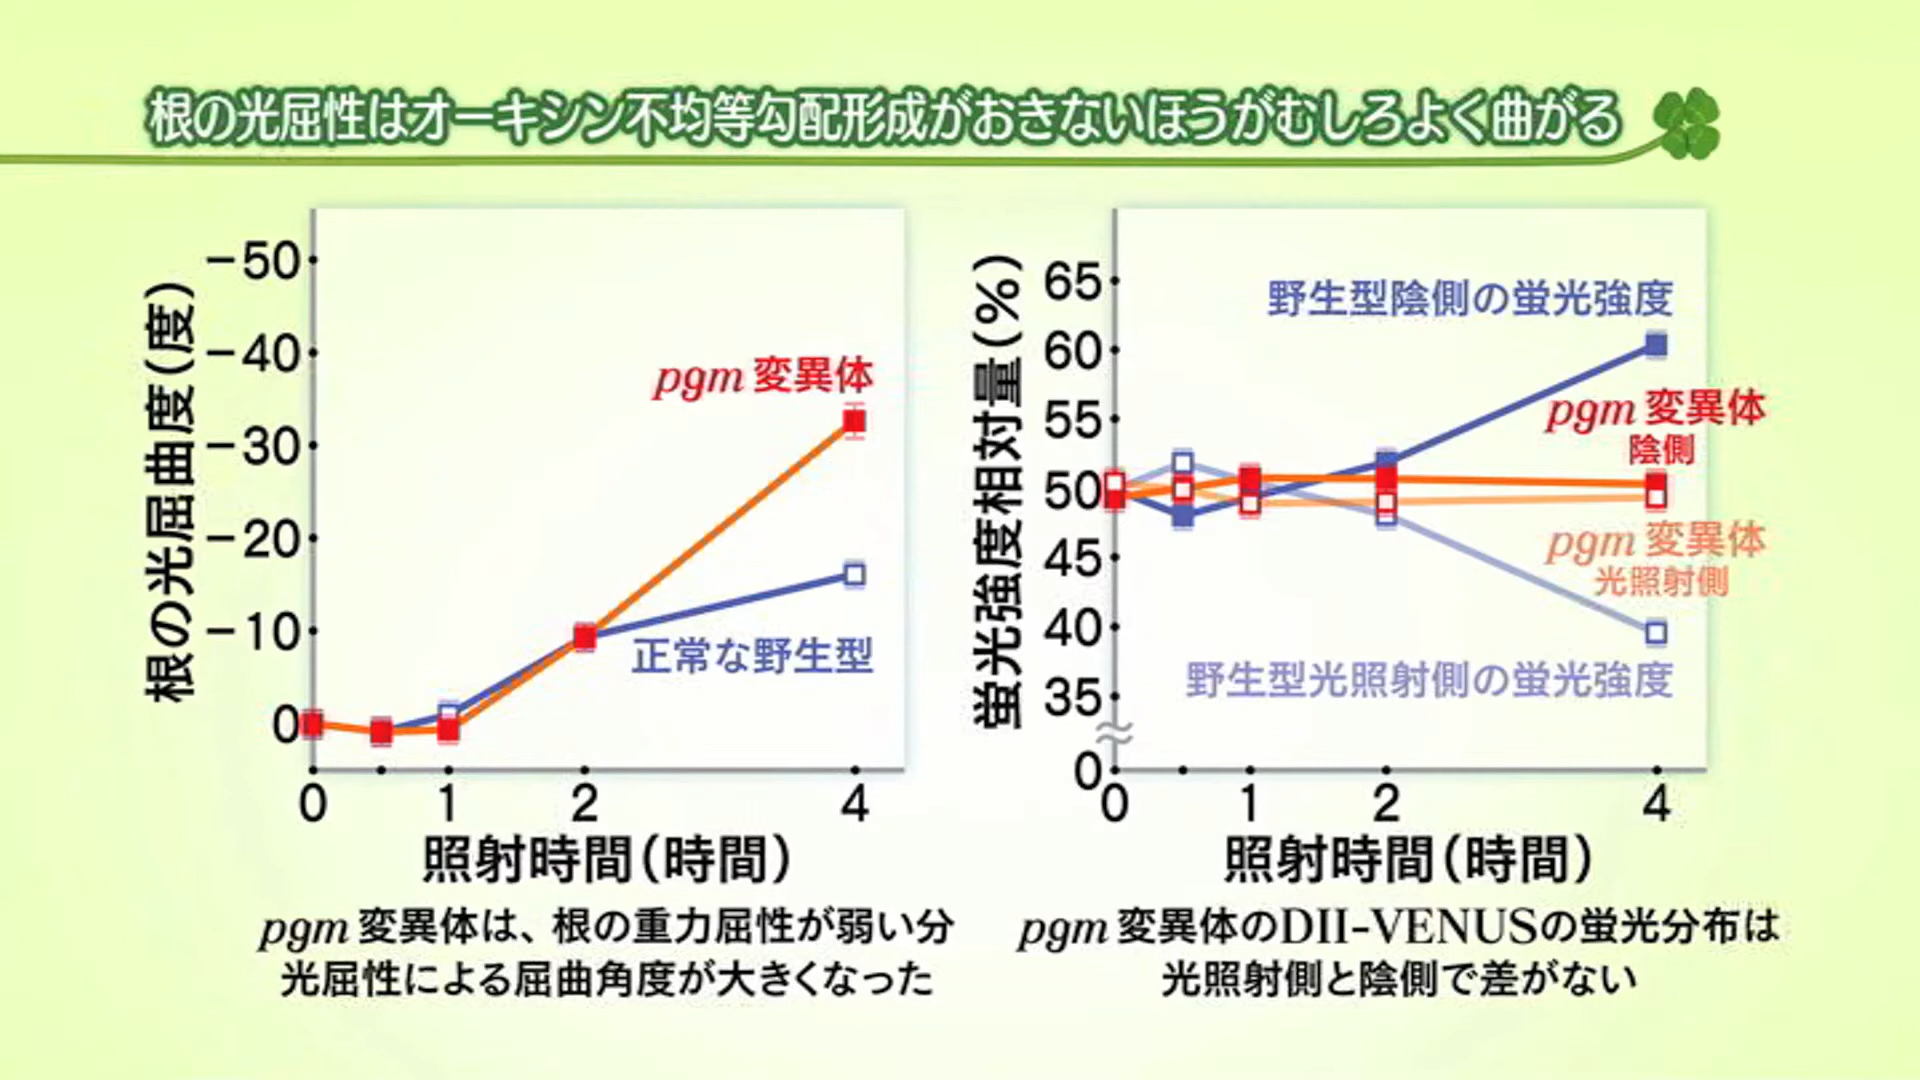 根の光屈性はオーキシン不均等勾配形成がおきないほうがむしろよく曲がる
根の光屈曲度(度)
−50
−40
−30
−20
−10
0
pgm 変異体
正常な野生型
0 1 2 4
照射時間(時間)
pgm 変異体は、根の重力屈性が弱い分
光屈性による屈曲角度が大きくなった
蛍光強度相対量(%)
65
60
55
50
45
40
35
0
野生型陰側の蛍光強度
pgm 変異体
陰側
pgm 変異体
光照射側
野生型光照射側の蛍光強度
0 1 2 4
照射時間(時間)
pgm 変異体のDII-VENUSの蛍光分布は
光照射側と陰側で差がない